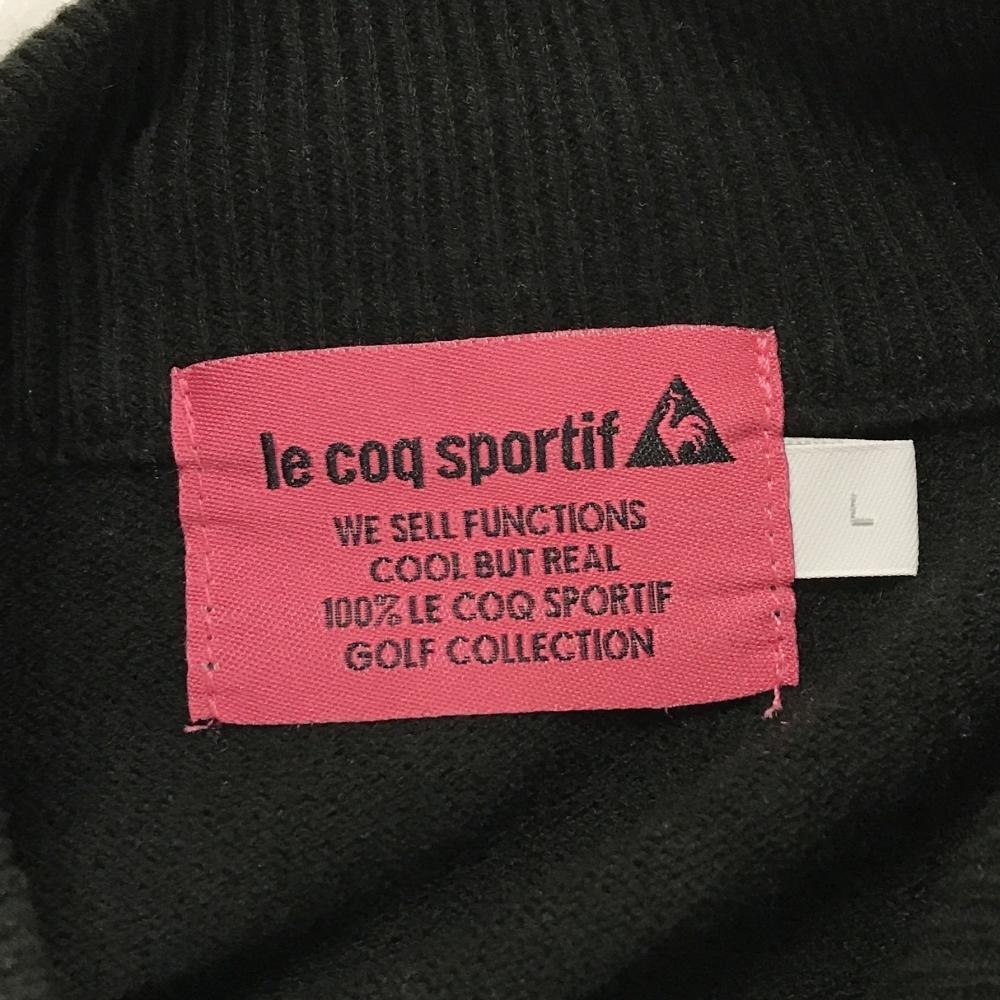 le coq sportif
WE SELL FUNCTIONS
COOL BUT REAL
100% LE COQ SPORTIF
GOLF COLLECTION
L